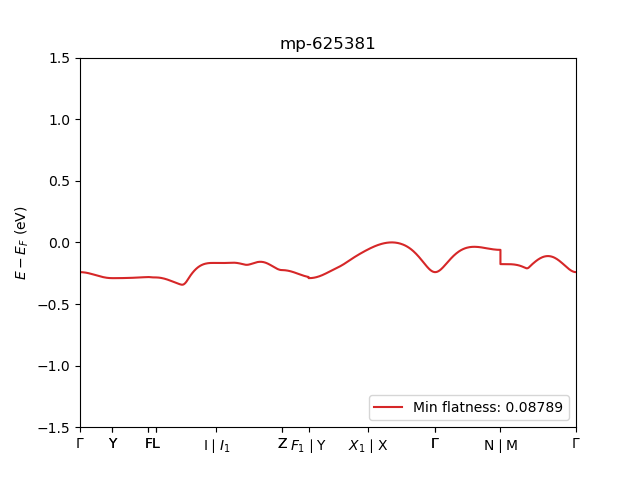 mp-625381
E − E_F (eV)
1.5
1.0
0.5
0.0
−0.5
−1.0
−1.5
Min flatness: 0.08789
Γ Y F L I | I₁ Z F₁ | Y X₁ | X Γ N | M Γ